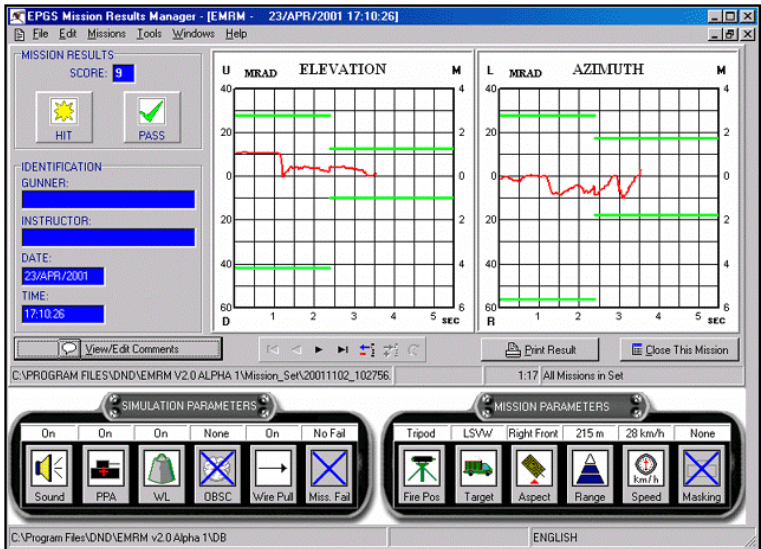 EPGS Mission Results Manager - [EMRM - 23/APR/2001 17:10:26]
File Edit Missions Tools Windows Help
MISSION RESULTS
SCORE: 9
HIT PASS
IDENTIFICATION
GUNNER:
INSTRUCTOR:
DATE:
23/APR/2001
TIME:
17:10:26
U MRAD ELEVATION M
40 4
20 2
0 0
20 2
40 4
60 6
1 2 3 4 5 SEC
D
L MRAD AZIMUTH M
40 4
20 2
0 0
20 2
40 4
60 6
1 2 3 4 5 SEC
R
View/Edit Comments
Print Result
Close This Mission
C:\PROGRAM FILES\DND\EMRM V2.0 ALPHA 1\Mission_Set\20011102_102756.
1:17 All Missions in Set
SIMULATION PARAMETERS
On On On None On No Fail
Sound PPA WL OBSC Wire Pull Miss. Fail
MISSION PARAMETERS
Tripod LSVW Right Front 215 m 28 km/h None
km/h
Fire Pos Target Aspect Range Speed Masking
C:\Program Files\DND\EMRM v2.0 Alpha 1\DB
ENGLISH